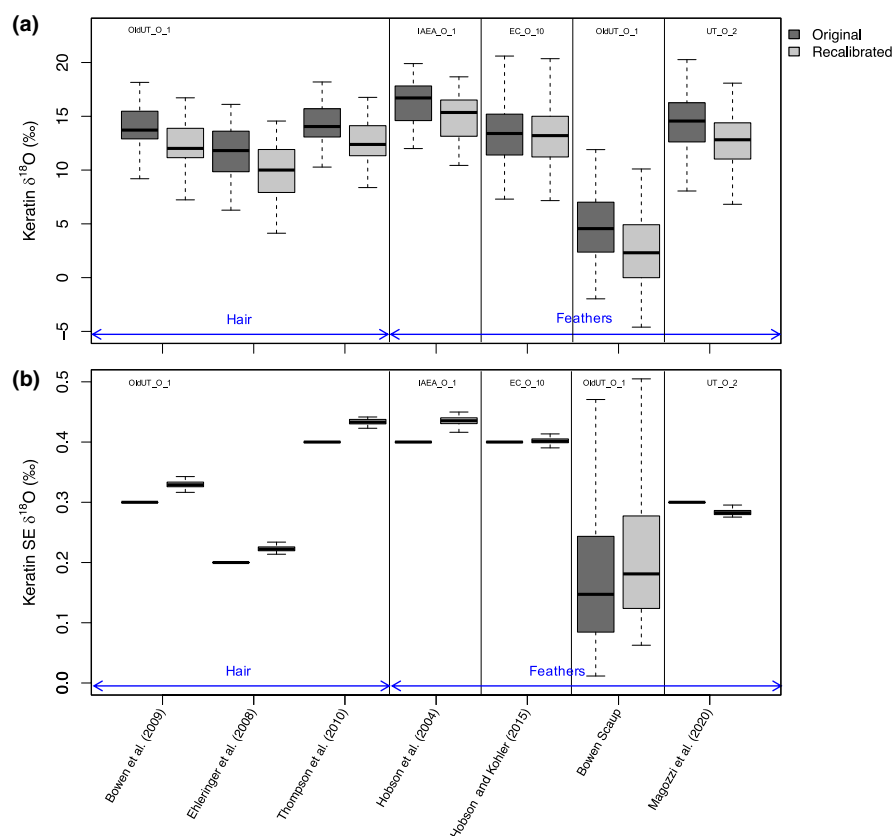 (a)
OldUT_O_1
IAEA_O_1
EC_O_10
OldUT_O_1
UT_O_2
Original
Recalibrated
Keratin δ¹⁸O (‰)
20
15
10
5
0
−5
Hair
Feathers
(b)
OldUT_O_1
IAEA_O_1
EC_O_10
OldUT_O_1
UT_O_2
Keratin SE δ¹⁸O (‰)
0.5
0.4
0.3
0.2
0.1
0.0
Hair
Feathers
Bowen et al. (2009)
Ehleringer et al. (2008)
Thompson et al. (2010)
Hobson et al. (2004)
Hobson and Kohler (2015)
Bowen Scaup
Magozzi et al. (2020)